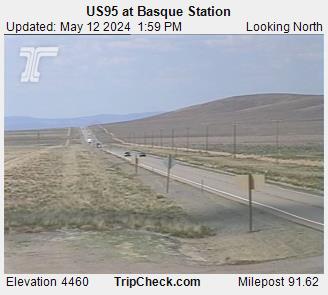 US95 at Basque Station
Updated: May 12 2024 1:59 PM Looking North
Elevation 4460 TripCheck.com Milepost 91.62